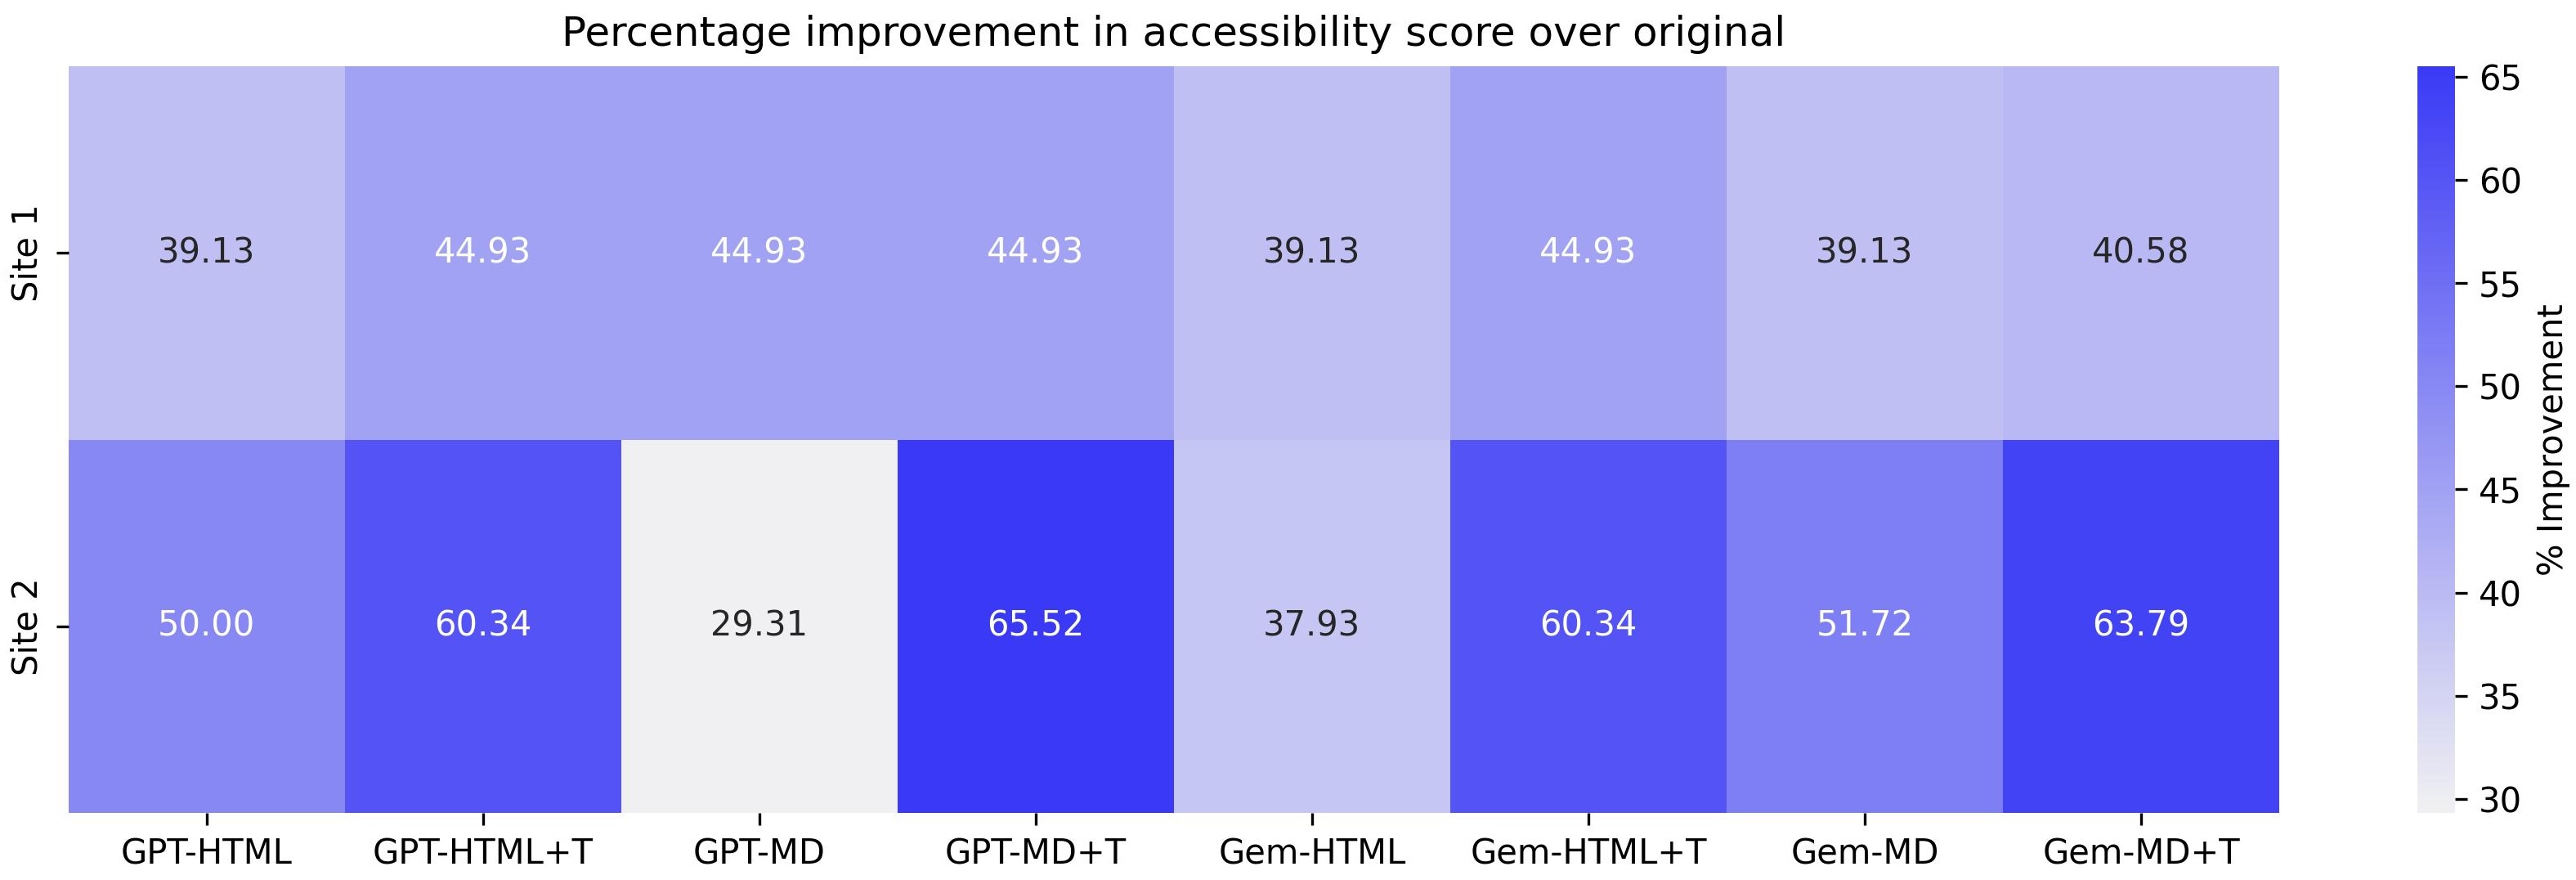 Percentage improvement in accessibility score over original
Site 1
39.13 44.93 44.93 44.93 39.13 44.93 39.13 40.58
Site 2
50.00 60.34 29.31 65.52 37.93 60.34 51.72 63.79
GPT-HTML GPT-HTML+T GPT-MD GPT-MD+T Gem-HTML Gem-HTML+T Gem-MD Gem-MD+T
65
60
55
50
45
40
35
30
% Improvement